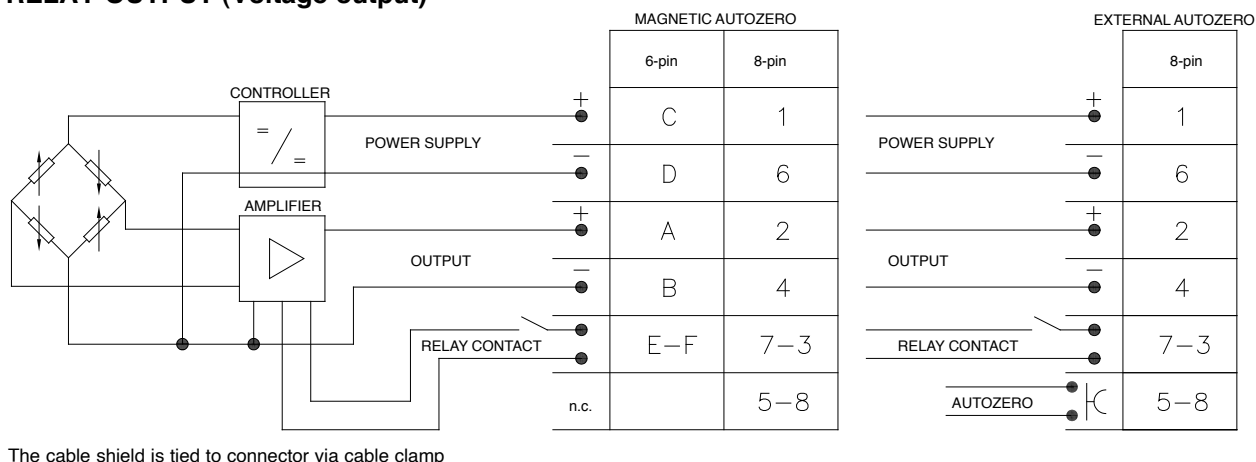 RELAY OUTPUT (Voltage output)
MAGNETIC AUTOZERO
EXTERNAL AUTOZERO
6-pin 8-pin
8-pin
CONTROLLER
= / =
POWER SUPPLY
+ C 1
− D 6
AMPLIFIER
OUTPUT
+ A 2
− B 4
RELAY CONTACT
E−F 7−3
n.c. 5−8
POWER SUPPLY
+ 1
− 6
OUTPUT
+ 2
− 4
RELAY CONTACT
7−3
AUTOZERO
5−8
The cable shield is tied to connector via cable clamp